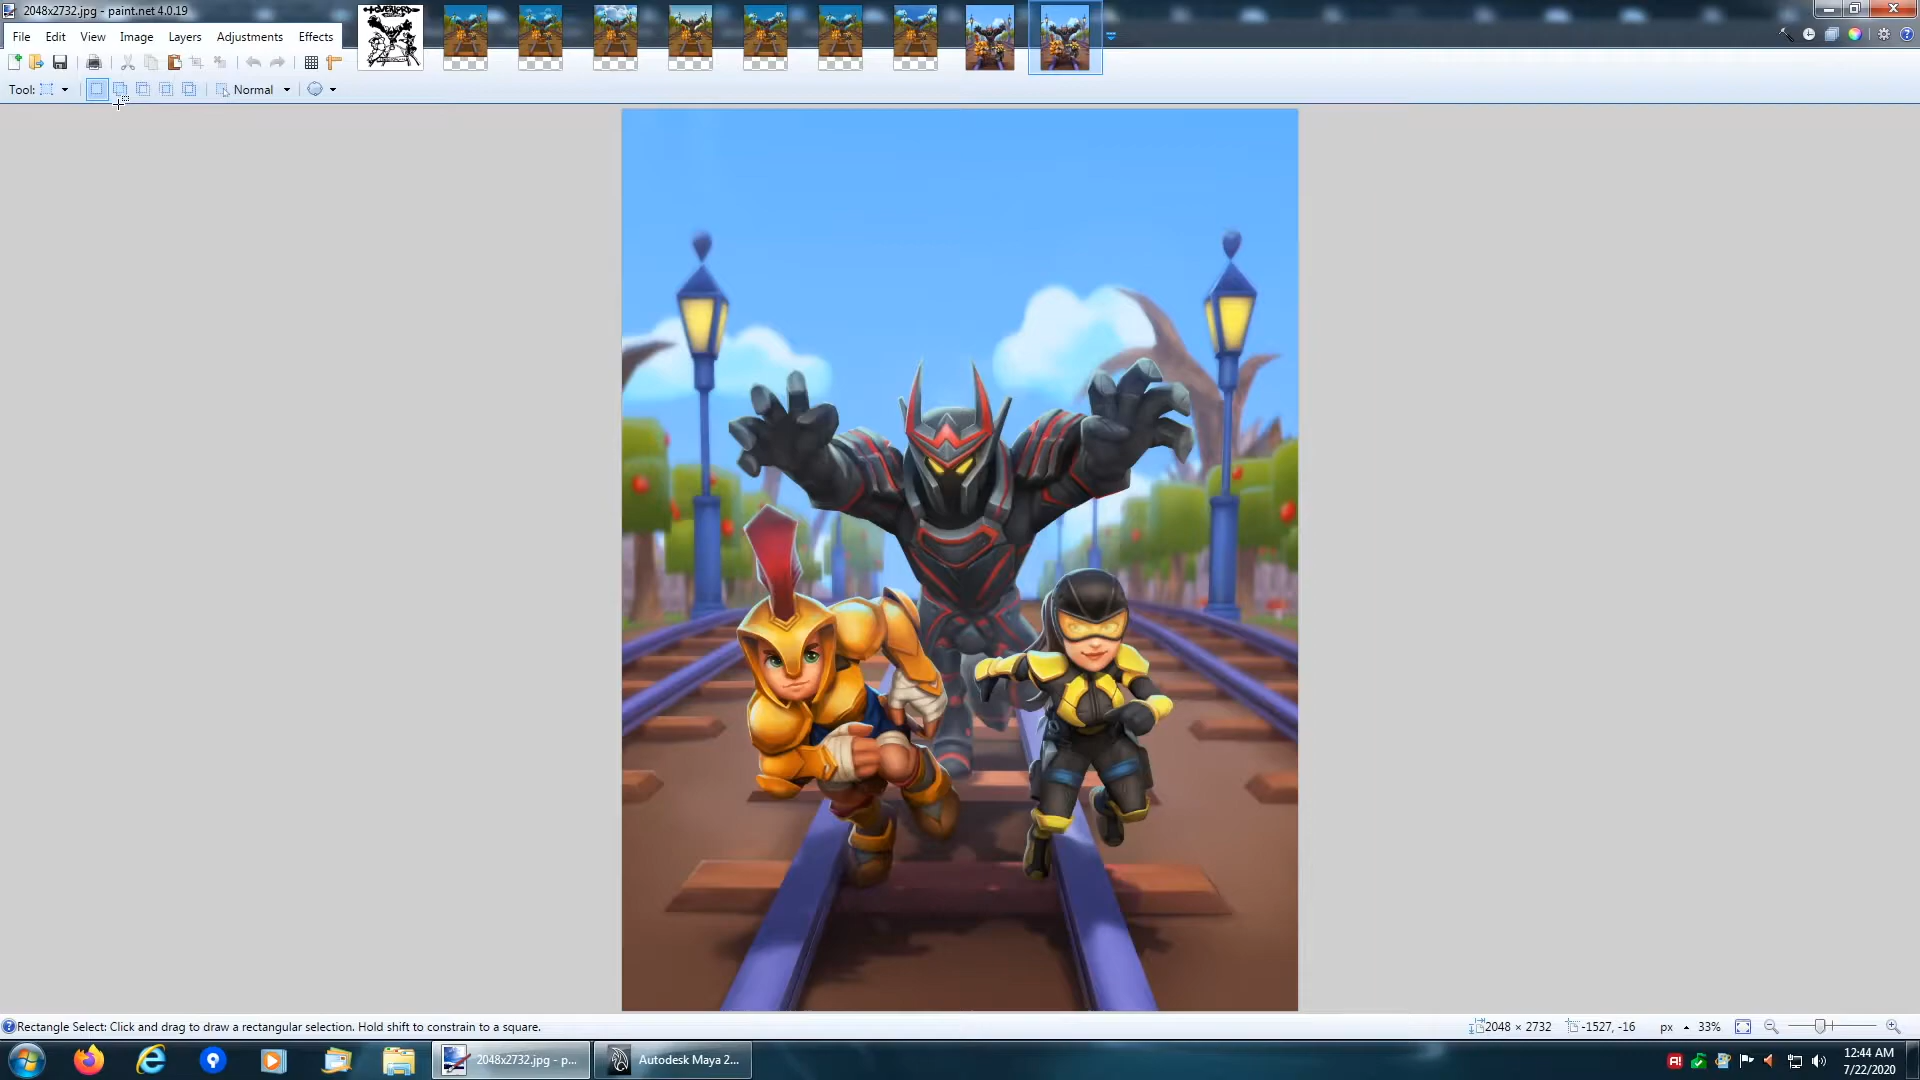 2048x2732.jpg - paint.net 4.0.19
File Edit View Image Layers Adjustments Effects
Tool: Normal
Rectangle Select: Click and drag to draw a rectangular selection. Hold shift to constrain to a square.
2048 × 2732 -1527, -16 px 33%
2048x2732.jpg - p... Autodesk Maya 2... 12:44 AM
7/22/2020